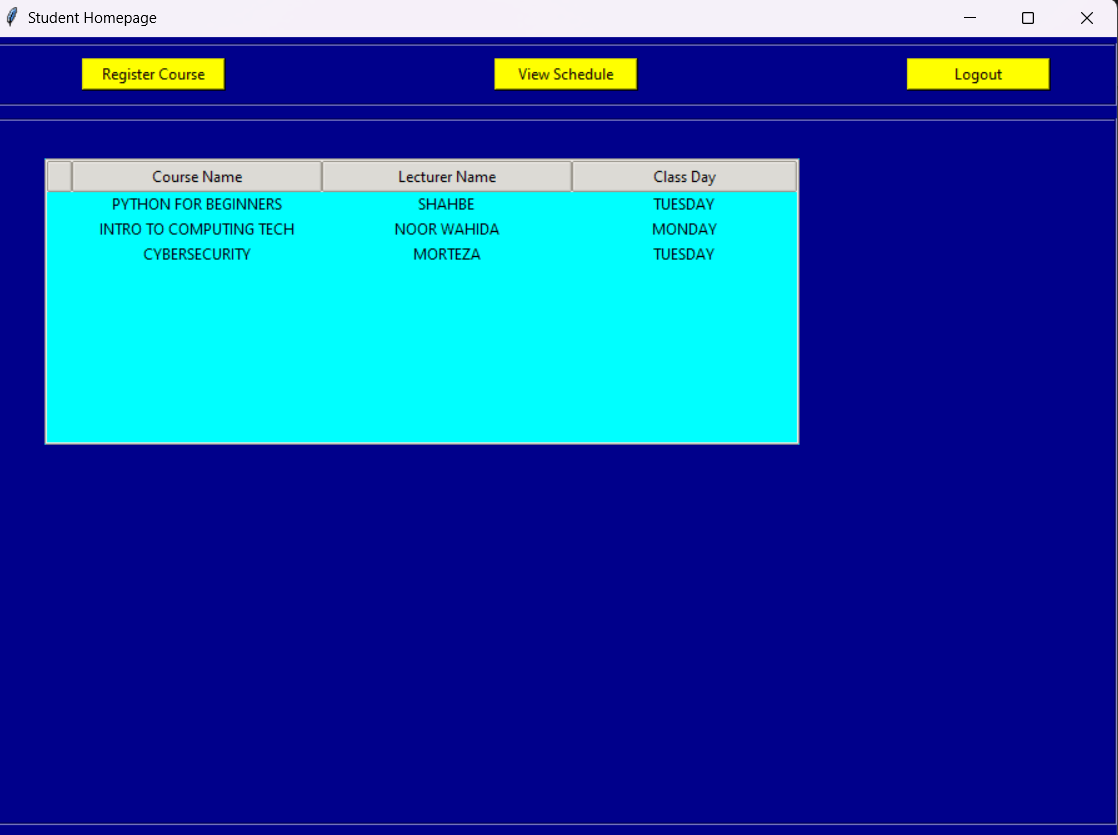 Student Homepage
Register Course View Schedule Logout
Course Name Lecturer Name Class Day
PYTHON FOR BEGINNERS SHAHBE TUESDAY
INTRO TO COMPUTING TECH NOOR WAHIDA MONDAY
CYBERSECURITY MORTEZA TUESDAY